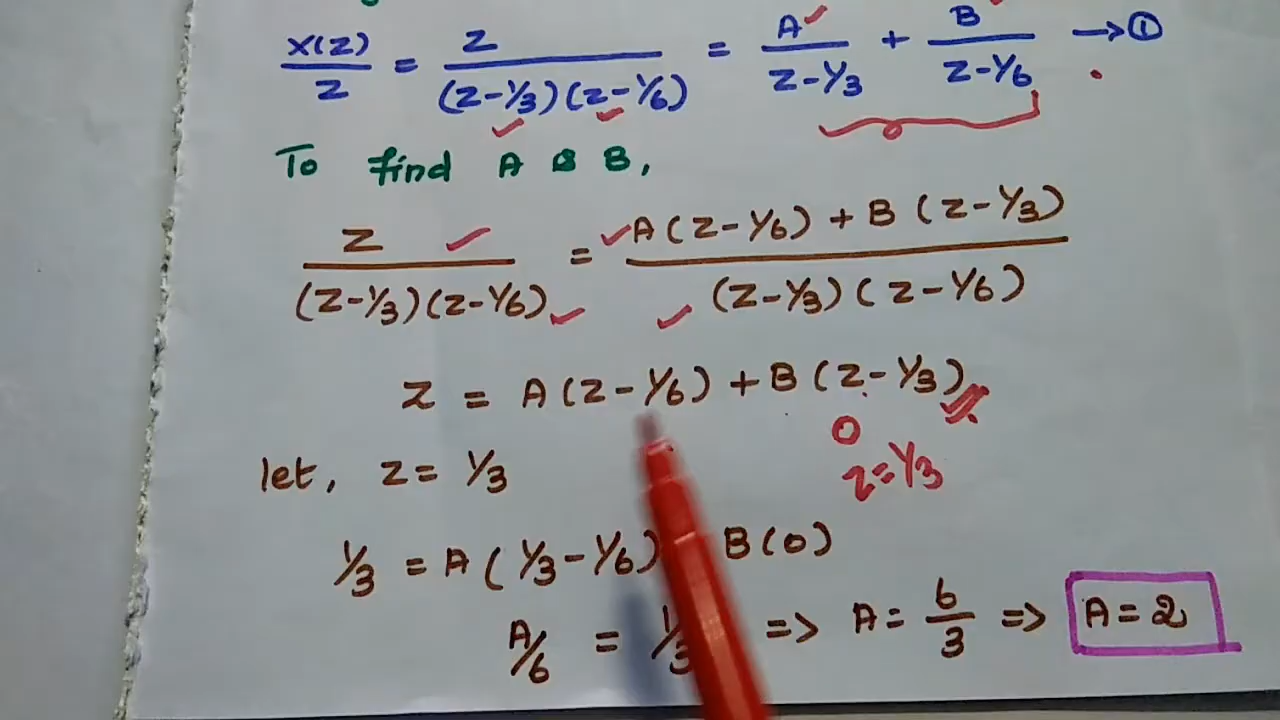 X(Z)/Z = Z/((Z-1/3)(Z-1/6)) = A/(Z-1/3) + B/(Z-1/6) → ①
To find A & B,
Z/((Z-1/3)(Z-1/6)) = (A(Z-1/6) + B(Z-1/3))/((Z-1/3)(Z-1/6))
Z = A(Z-1/6) + B(Z-1/3)
0
let, Z = 1/3
Z=1/3
1/3 = A(1/3-1/6) B(0)
A/6 = 1/3 => A = 6/3 => A = 2